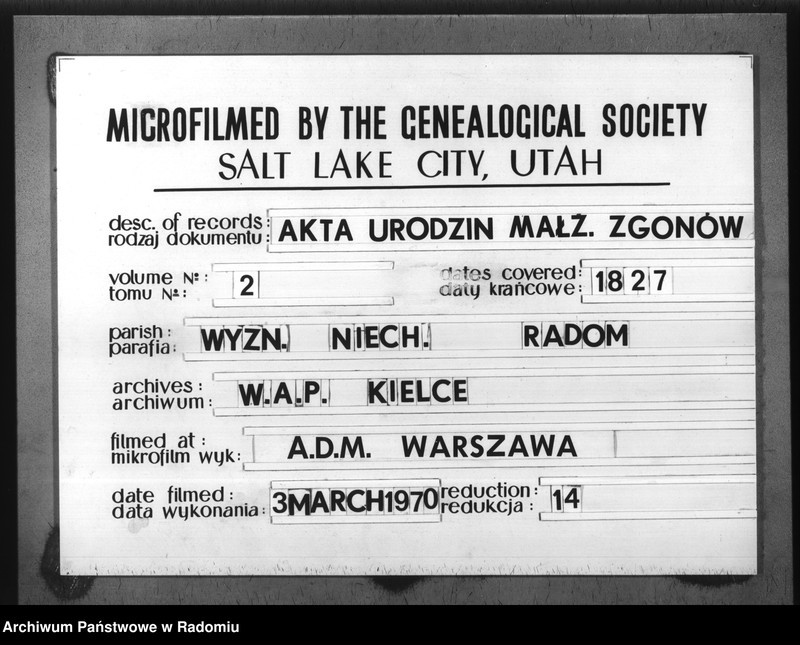 MICROFILMED BY THE GENEALOGICAL SOCIETY
SALT LAKE CITY, UTAH
desc. of records: AKTA URODZIN MAŁŻ. ZGONÓW
rodzaj dokumentu:
volume №: 2 dates covered: 1827
tomu №: daty krańcowe:
parish: WYZN. NIECH. RADOM
parafia:
archives: W.A.P. KIELCE
archiwum:
filmed at: A.D.M. WARSZAWA
mikrofilm wyk:
date filmed: 3MARCH1970 reduction: 14
data wykonania: redukcja:
Archiwum Państwowe w Radomiu